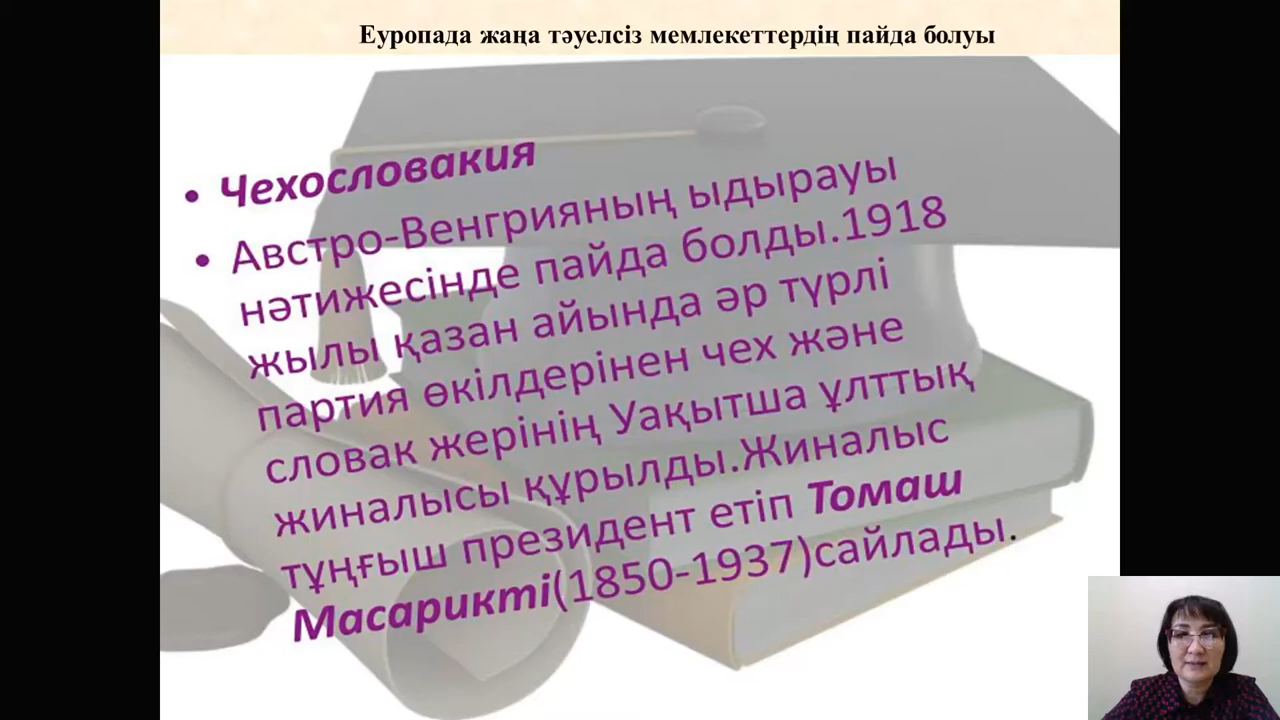 Еуропада жаңа тәуелсіз мемлекеттердің пайда болуы
• Чехословакия
• Австро-Венгрияның ыдырауы
нәтижесінде пайда болды.1918
жылы қазан айында әр түрлі
партия өкілдерінен чех және
словак жерінің Уақытша ұлттық
жиналысы құрылды.Жиналыс
тұңғыш президент етіп Томаш
Масарикті(1850-1937)сайлады.